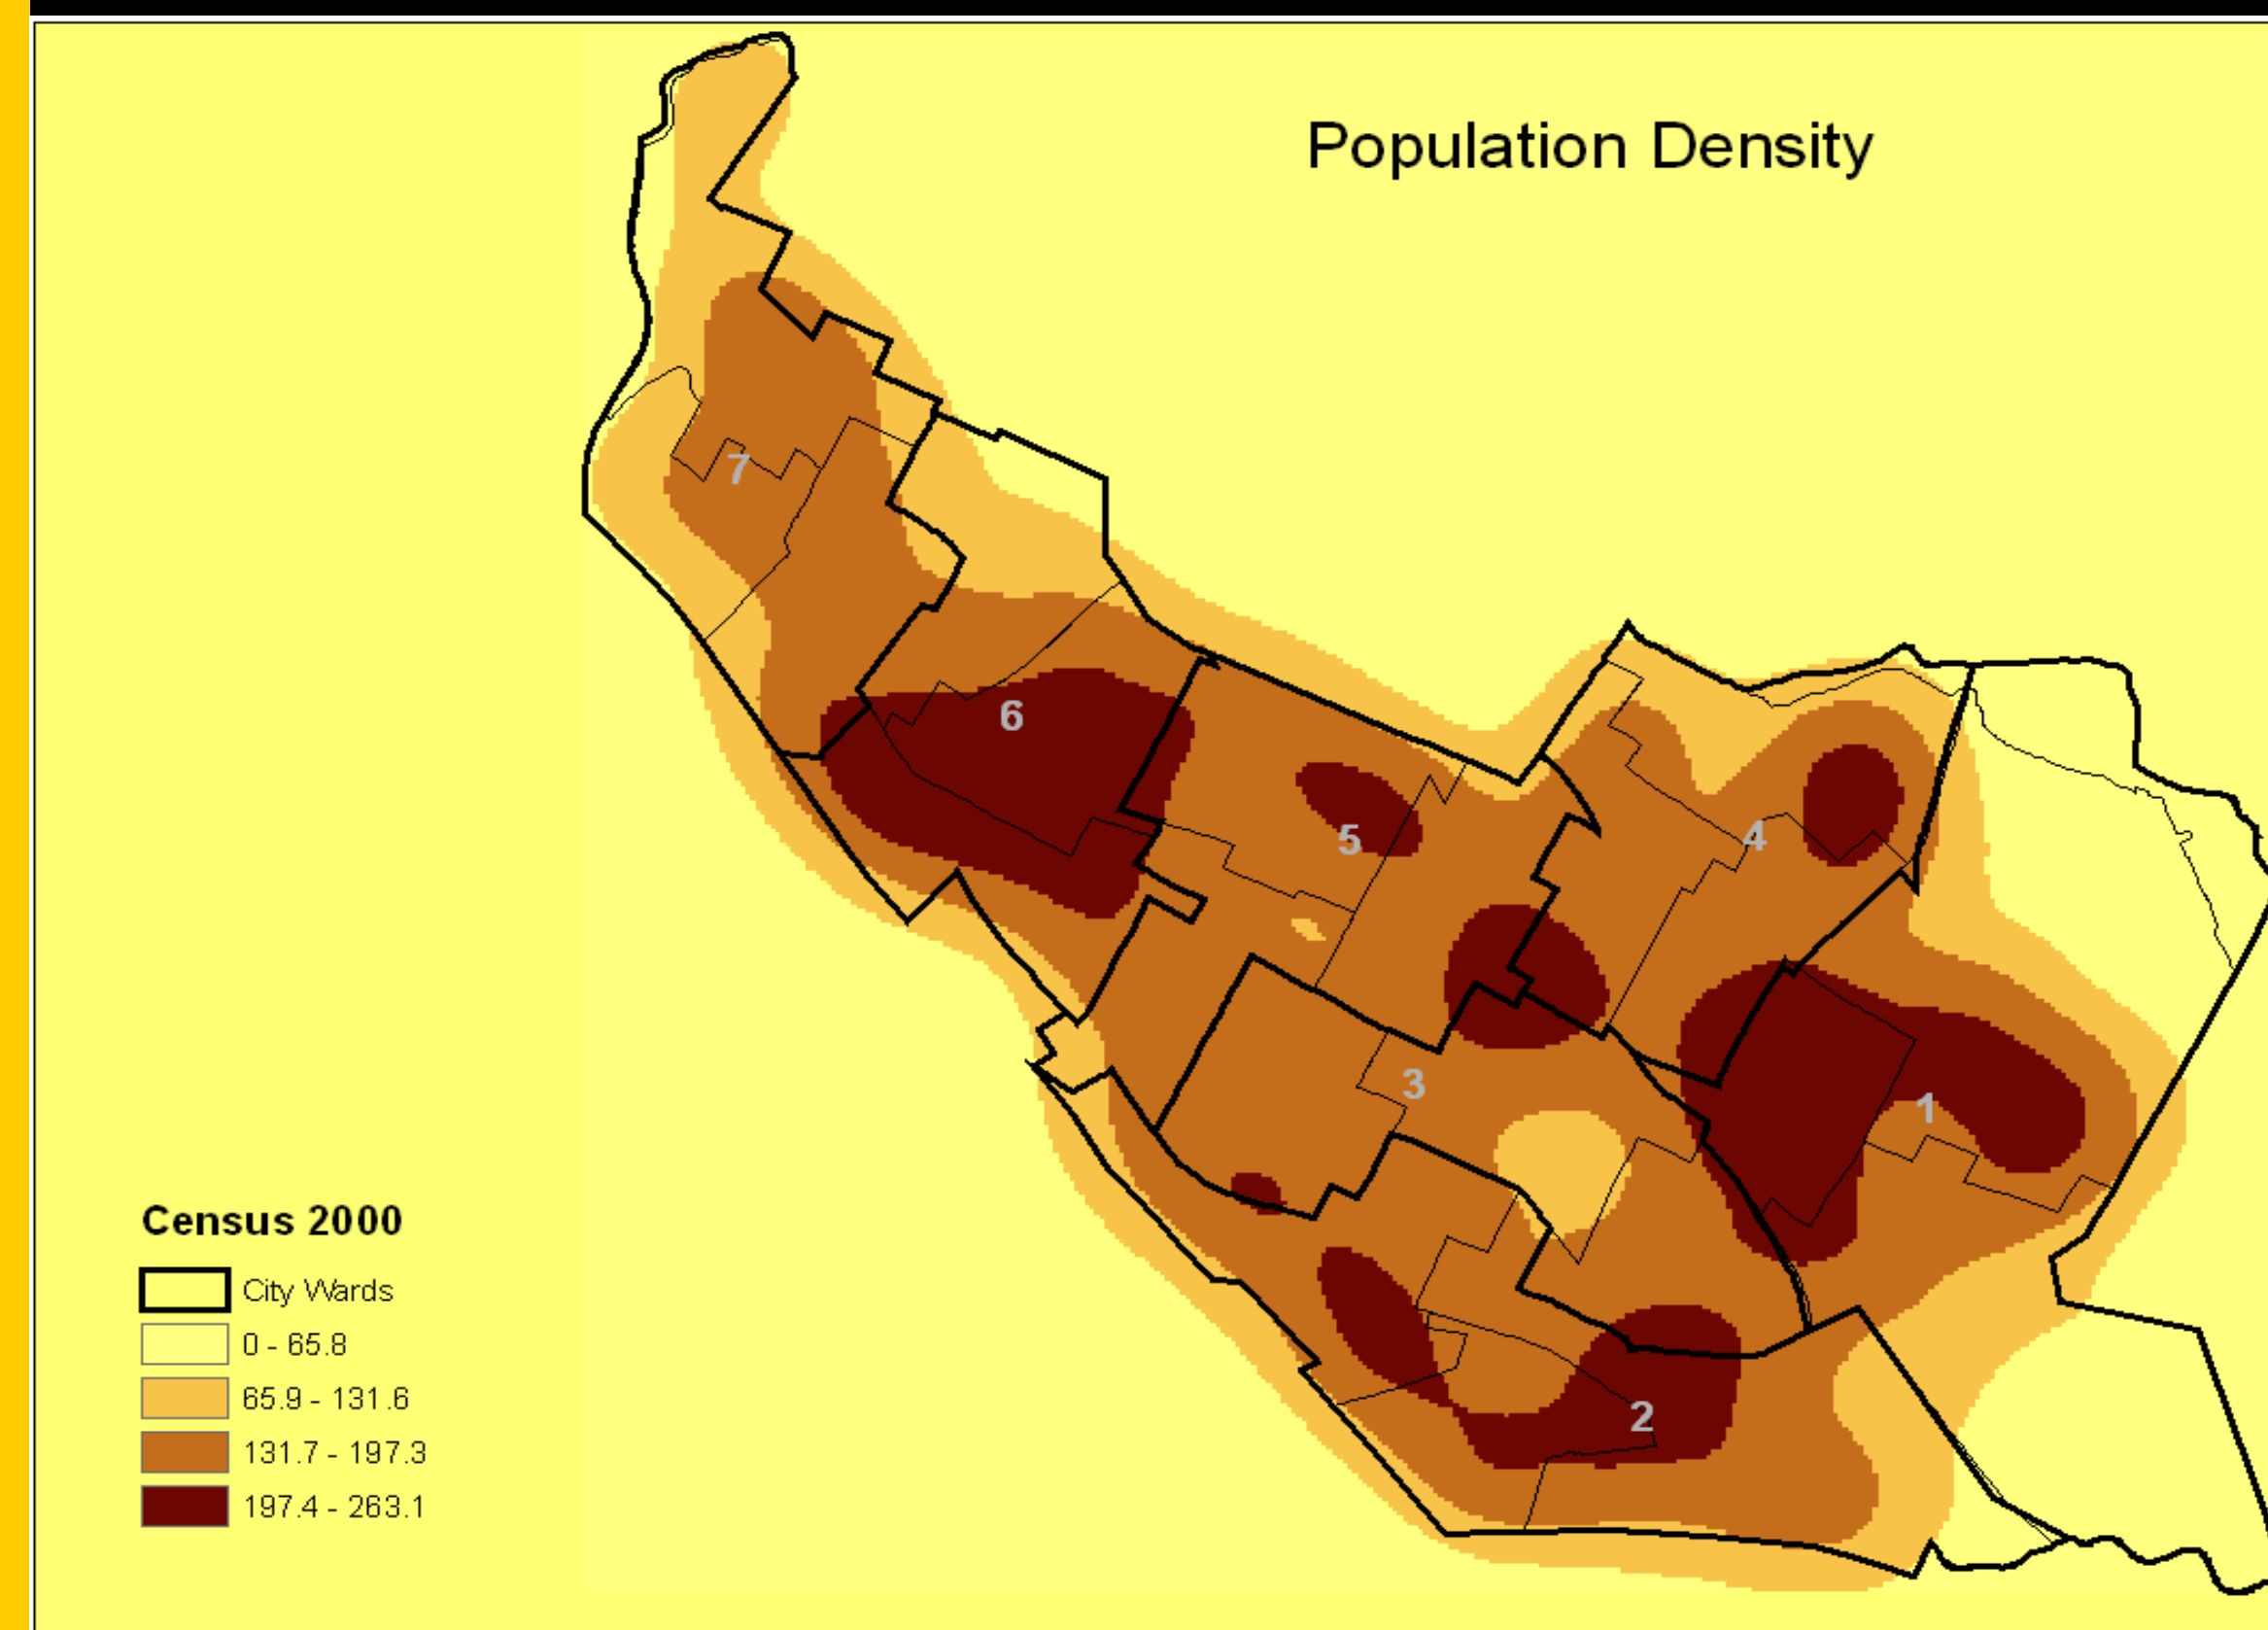 Population Density
7
6
5
4
3
1
2
Census 2000
City Wards
0 - 65.8
65.9 - 131.6
131.7 - 197.3
197.4 - 263.1